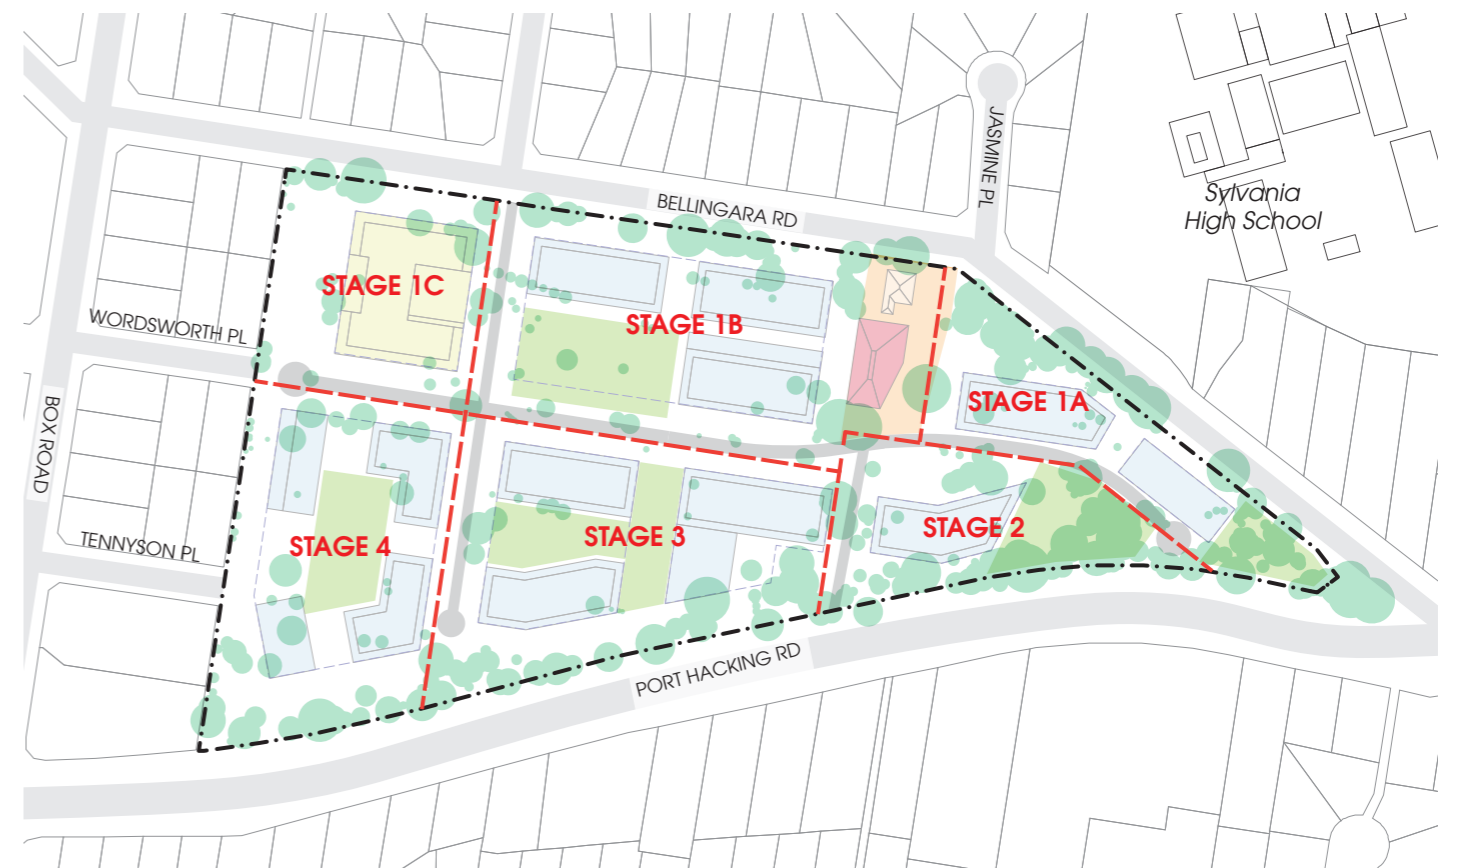 JASMINE PL
Sylvania
High School
BELLINGARA RD
STAGE 1C
STAGE 1B
WORDSWORTH PL
STAGE 1A
BOX ROAD
STAGE 2
STAGE 3
STAGE 4
TENNYSON PL
PORT HACKING RD